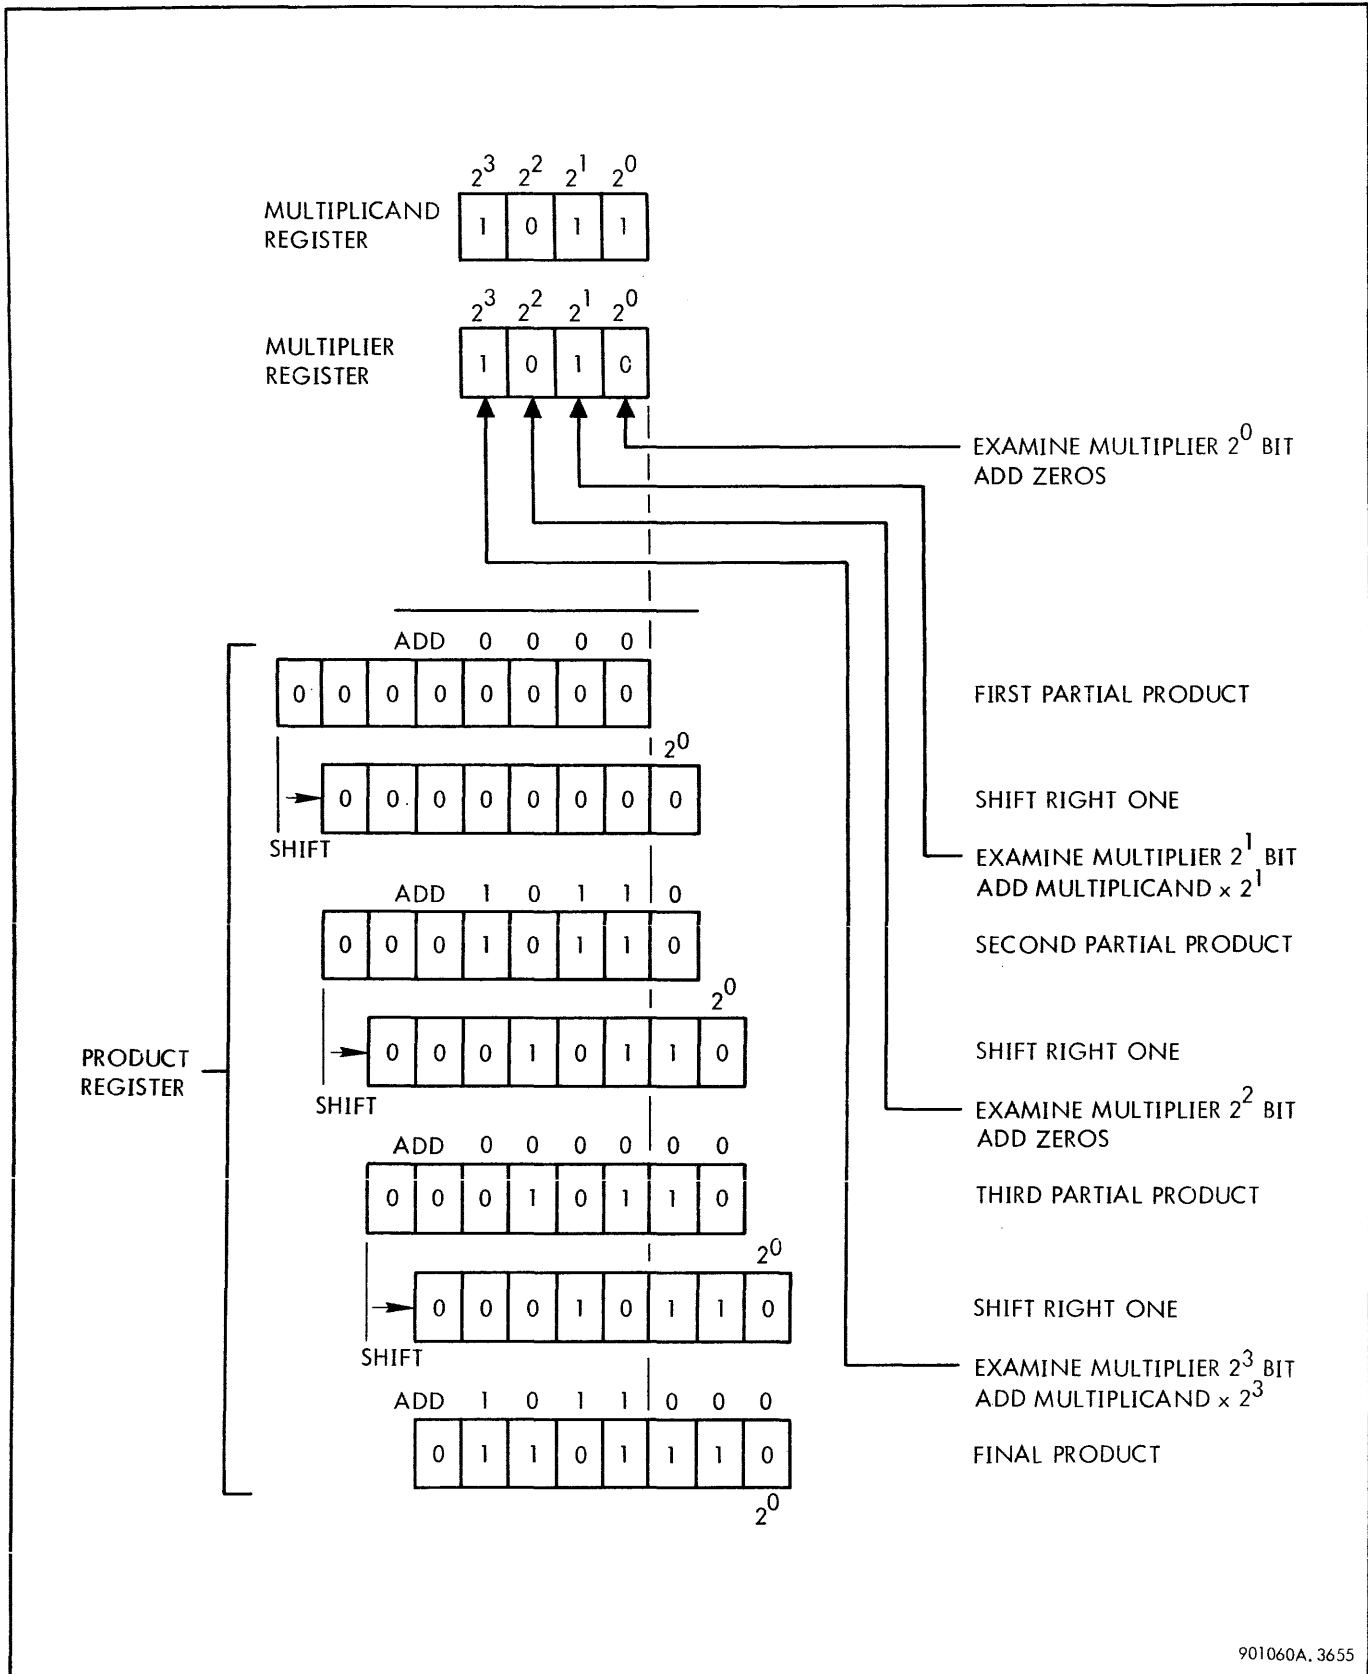 2³ 2² 2¹ 2⁰
MULTIPLICAND
REGISTER
1 0 1 1
2³ 2² 2¹ 2⁰
MULTIPLIER
REGISTER
1 0 1 0
EXAMINE MULTIPLIER 2⁰ BIT
ADD ZEROS
ADD 0 0 0 0
0 0 0 0 0 0 0 0
FIRST PARTIAL PRODUCT
2⁰
0 0 0 0 0 0 0 0
SHIFT RIGHT ONE
SHIFT
EXAMINE MULTIPLIER 2¹ BIT
ADD MULTIPLICAND x 2¹
ADD 1 0 1 1 0
0 0 0 1 0 1 1 0
SECOND PARTIAL PRODUCT
2⁰
0 0 0 1 0 1 1 0
SHIFT RIGHT ONE
PRODUCT
REGISTER
SHIFT
EXAMINE MULTIPLIER 2² BIT
ADD ZEROS
ADD 0 0 0 0 0 0
0 0 0 1 0 1 1 0
THIRD PARTIAL PRODUCT
2⁰
0 0 0 1 0 1 1 0
SHIFT RIGHT ONE
SHIFT
EXAMINE MULTIPLIER 2³ BIT
ADD MULTIPLICAND x 2³
ADD 1 0 1 1 0 0 0
0 1 1 0 1 1 1 0
FINAL PRODUCT
2⁰
901060A. 3655